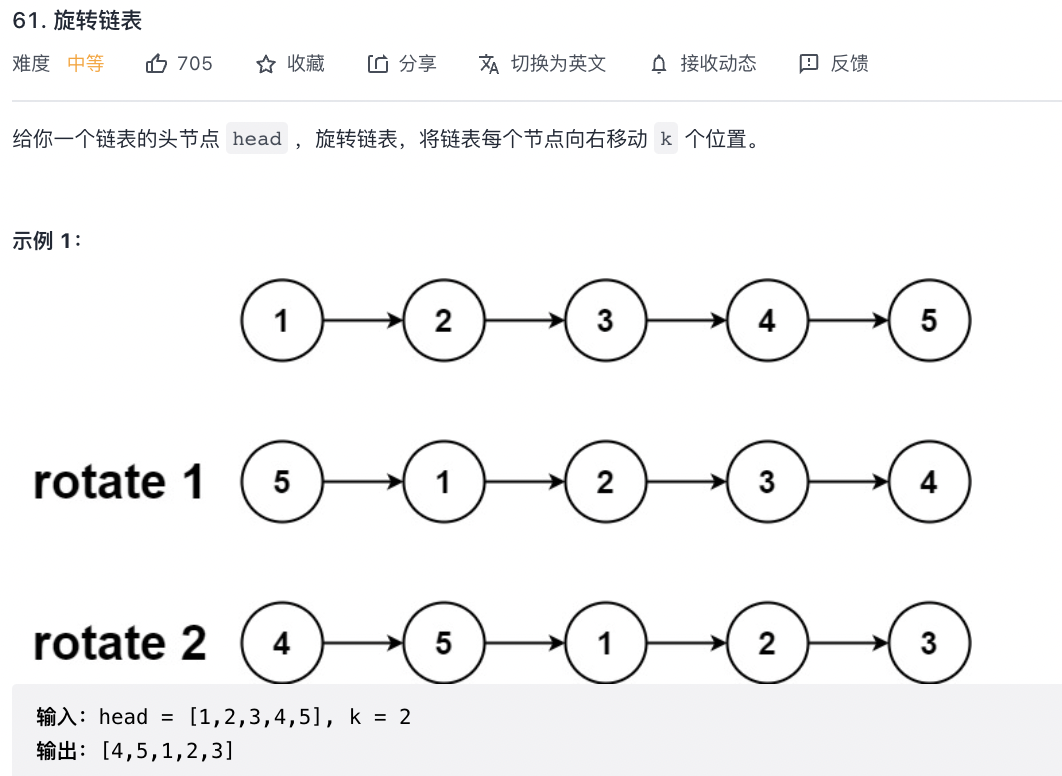 61. 旋转链表
难度 中等 705 收藏 分享 切换为英文 接收动态 反馈
给你一个链表的头节点 head ，旋转链表，将链表每个节点向右移动 k 个位置。
示例 1：
1 2 3 4 5
rotate 1 5 1 2 3 4
rotate 2 4 5 1 2 3
输入：head = [1,2,3,4,5], k = 2
输出：[4,5,1,2,3]